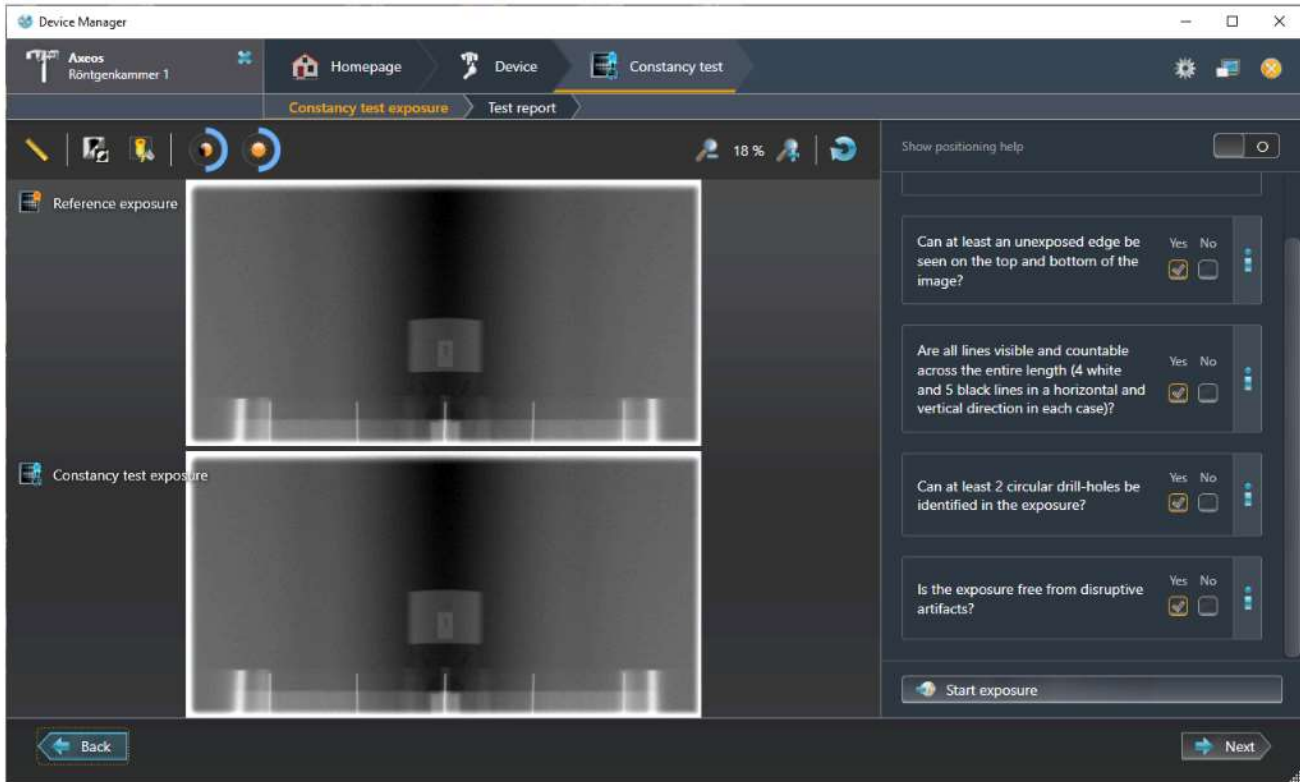 Device Manager
Axeos
Röntgenkammer 1
Homepage
Device
Constancy test
Constancy test exposure
Test report
18 %
Show positioning help
Reference exposure
Can at least an unexposed edge be
seen on the top and bottom of the
image?
Yes No
Are all lines visible and countable
across the entire length (4 white
and 5 black lines in a horizontal and
vertical direction in each case)?
Yes No
Constancy test exposure
Can at least 2 circular drill-holes be
identified in the exposure?
Yes No
Is the exposure free from disruptive
artifacts?
Yes No
Start exposure
Back
Next